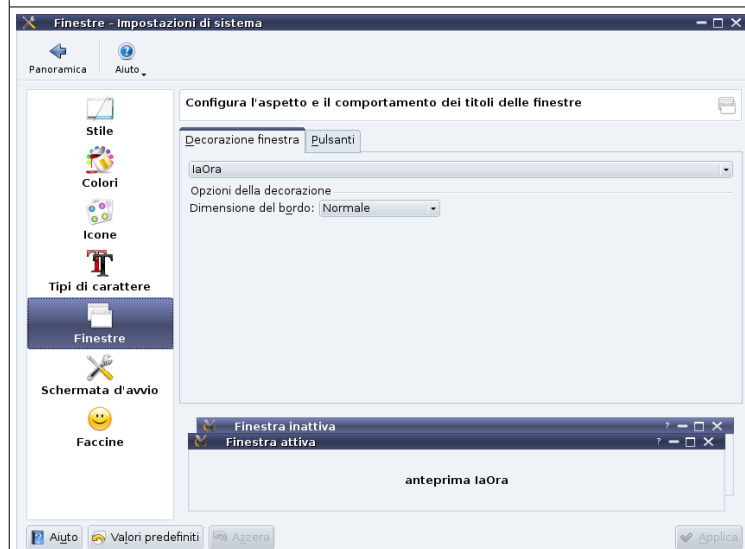 Finestre – Impostazioni di sistema
Panoramica
Aiuto
Configura l'aspetto e il comportamento dei titoli delle finestre
Stile
Colori
Icone
Tipi di carattere
Finestre
Schermata d'avvio
Faccine
Decorazione finestra
Pulsanti
IaOra
Opzioni della decorazione
Dimensione del bordo: Normale
Finestra inattiva
Finestra attiva
anteprima IaOra
Aiuto
Valori predefiniti
Azzera
Applica